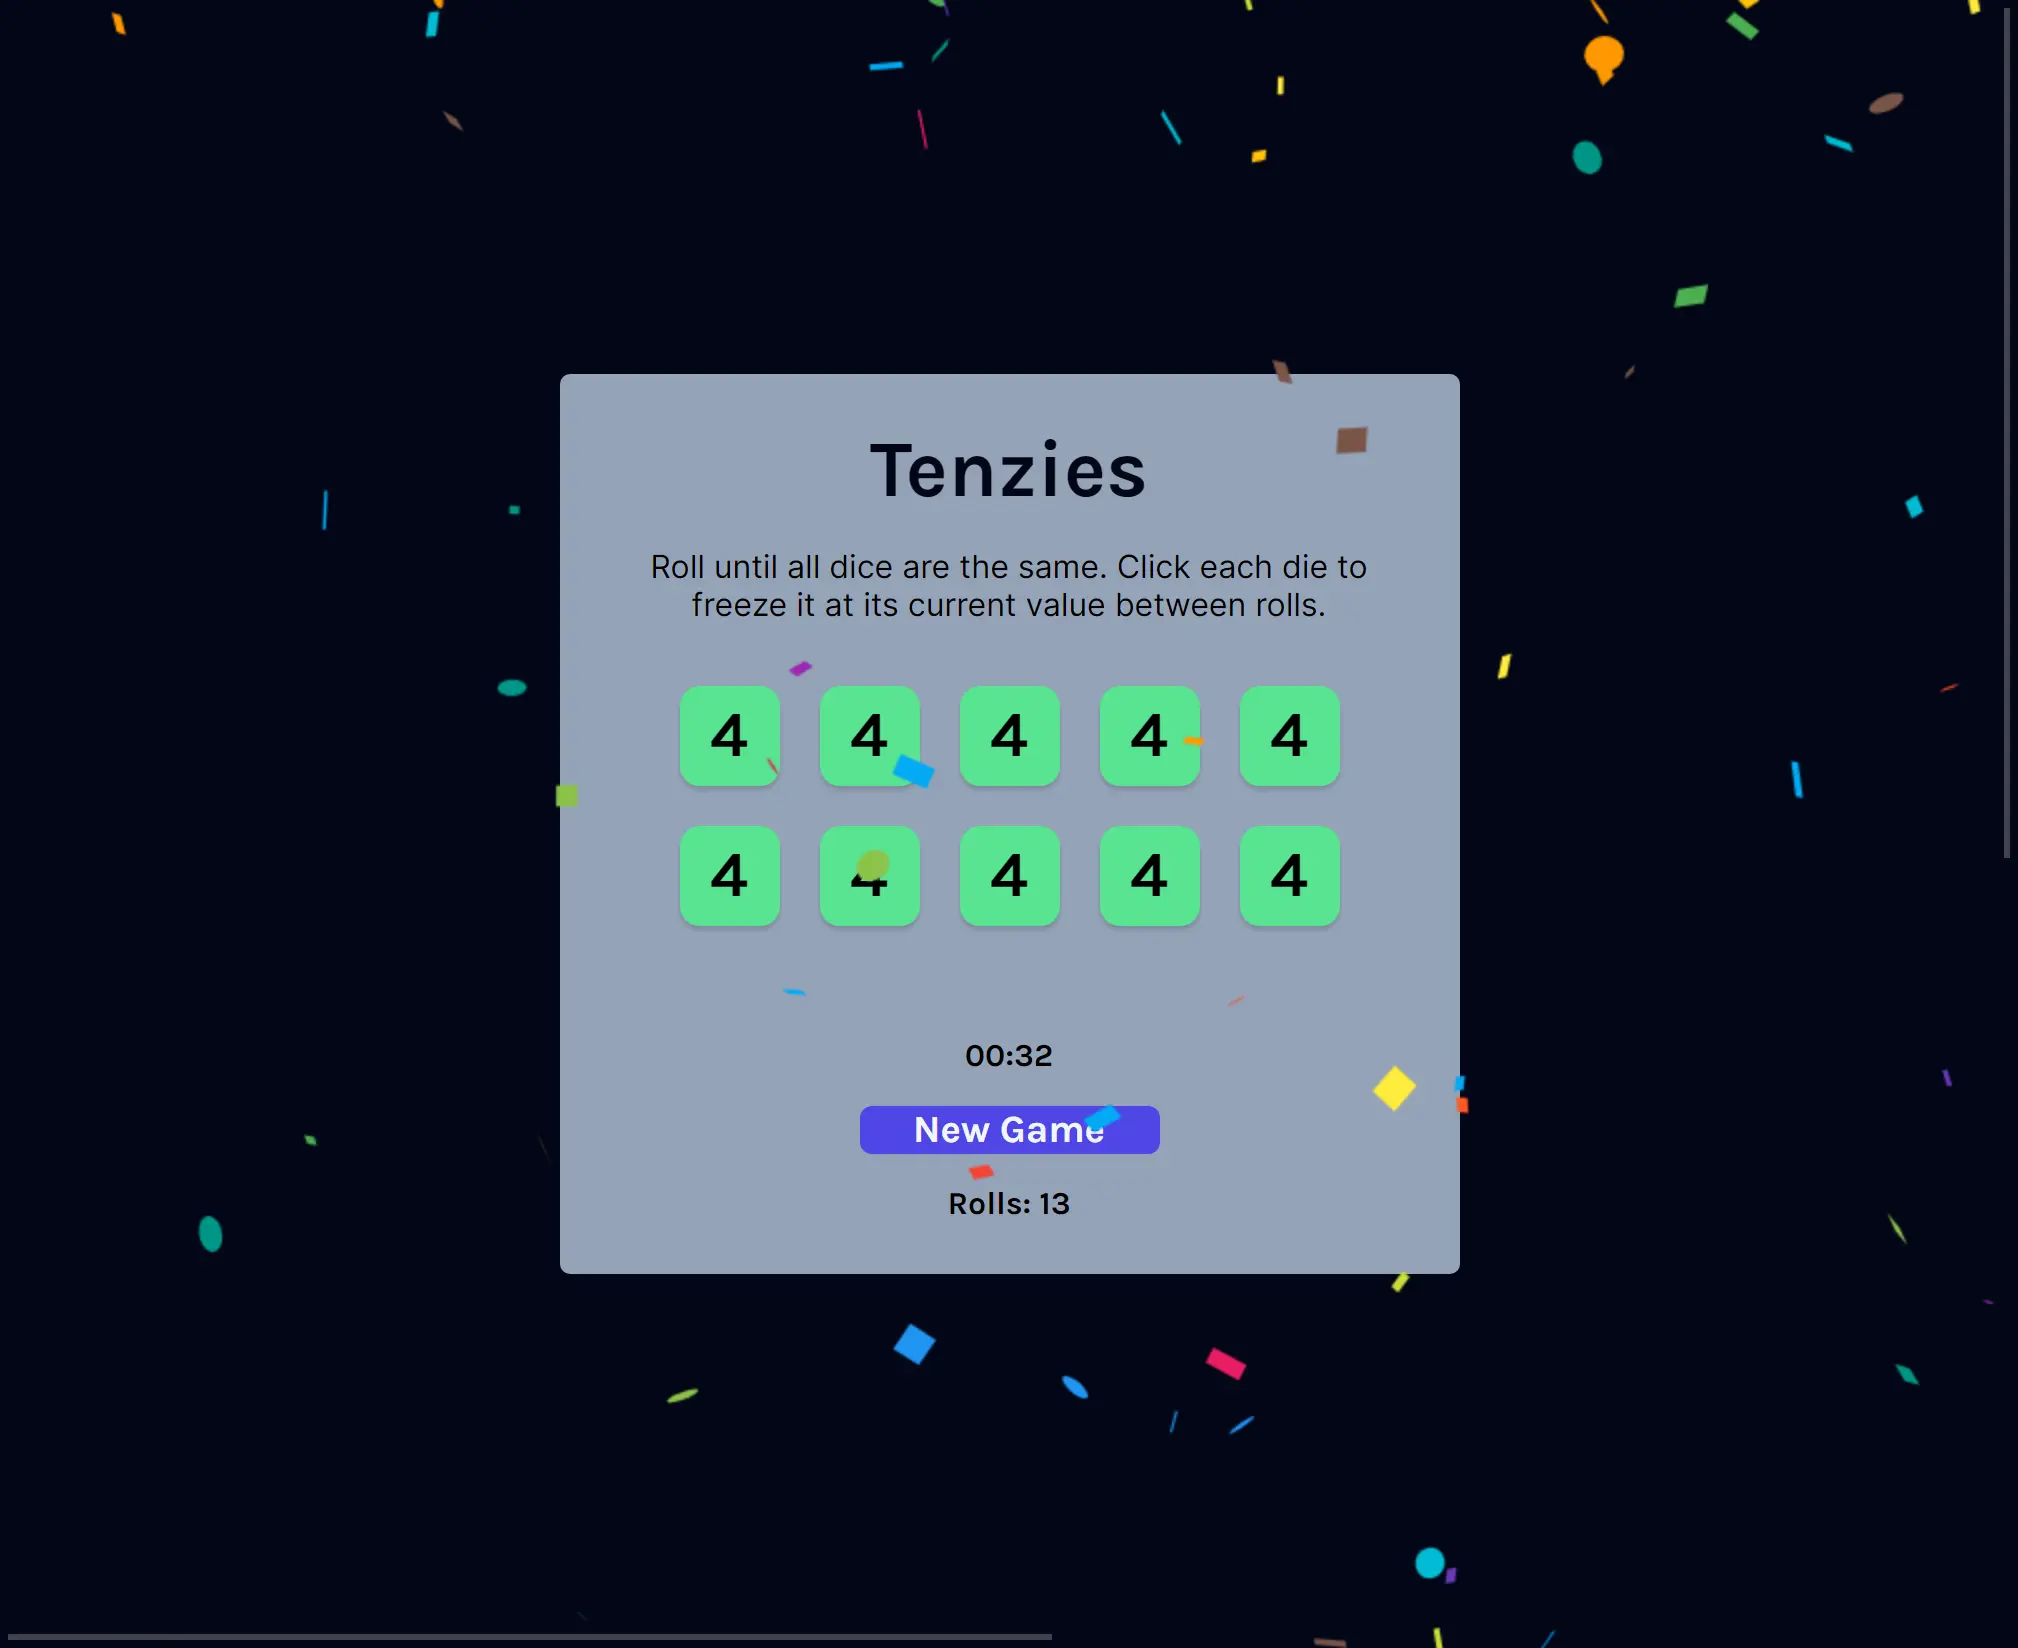 Tenzies
Roll until all dice are the same. Click each die to
freeze it at its current value between rolls.
4 4 4 4 4
4 4 4 4 4
00:32
New Game
Rolls: 13